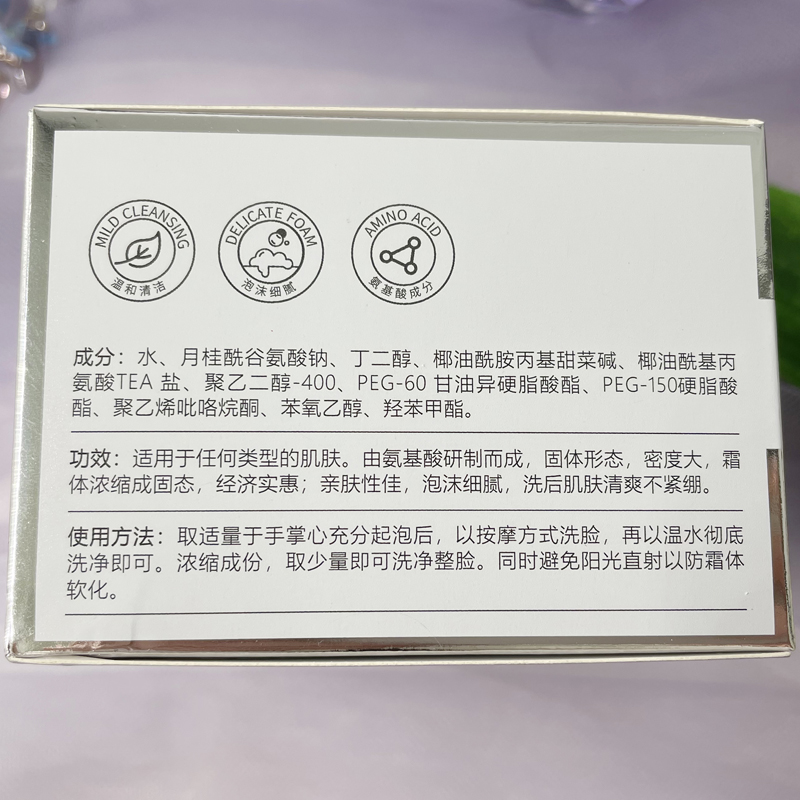 MILD CLEANSING
温和清洁
DELICATE FOAM
泡沫细腻
AMINO ACID
氨基酸成分
成分：水、月桂酰谷氨酸钠、丁二醇、椰油酰胺丙基甜菜碱、椰油酰基丙
氨酸TEA 盐、聚乙二醇-400、PEG-60 甘油异硬脂酸酯、PEG-150硬脂酸
酯、聚乙烯吡咯烷酮、苯氧乙醇、羟苯甲酯。
功效：适用于任何类型的肌肤。由氨基酸研制而成，固体形态，密度大，霜
体浓缩成固态，经济实惠；亲肤性佳，泡沫细腻，洗后肌肤清爽不紧绷。
使用方法：取适量于手掌心充分起泡后，以按摩方式洗脸，再以温水彻底
洗净即可。浓缩成份，取少量即可洗净整脸。同时避免阳光直射以防霜体
软化。